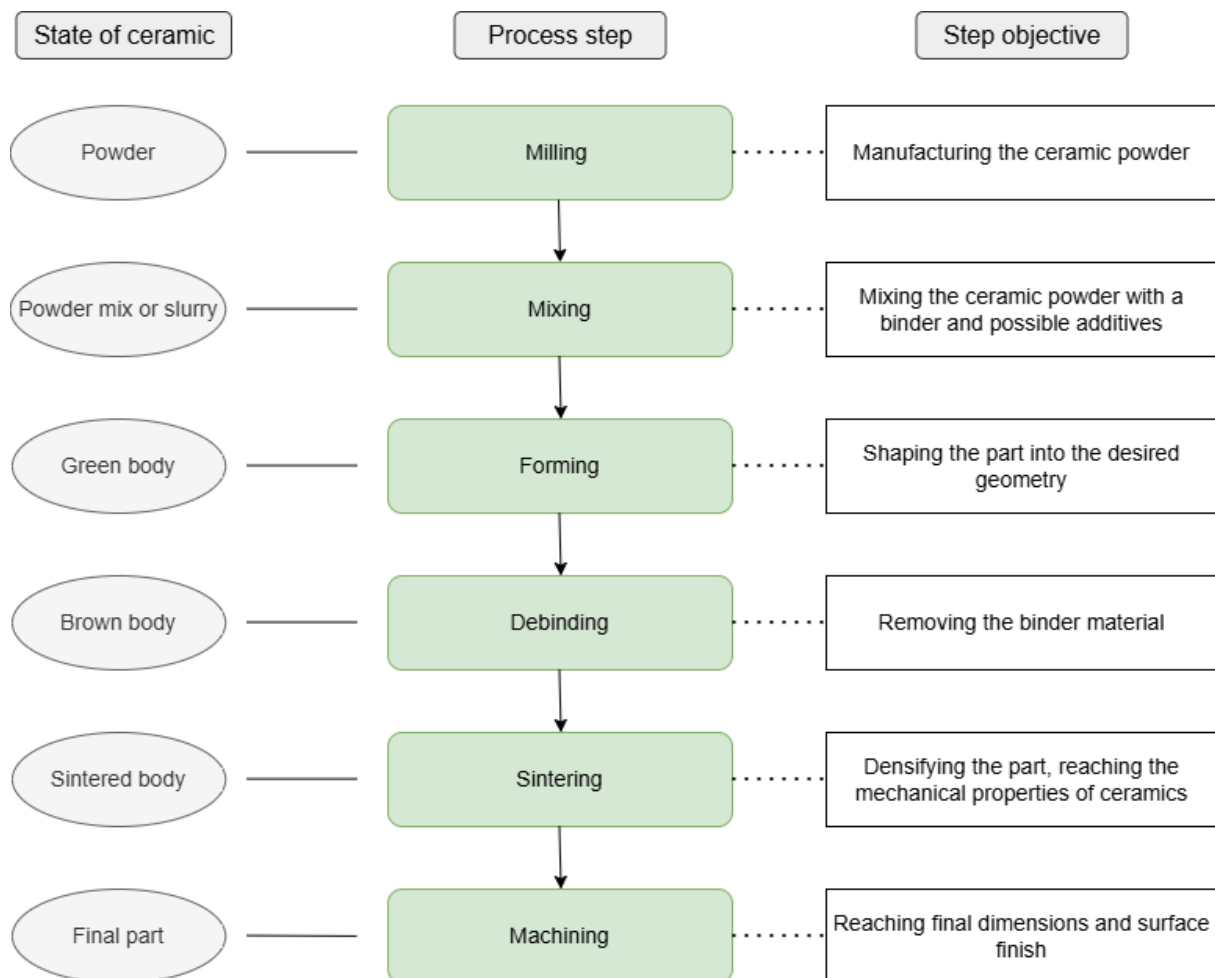 State of ceramic
Process step
Step objective
Powder
Milling
Manufacturing the ceramic powder
Powder mix or slurry
Mixing
Mixing the ceramic powder with a
binder and possible additives
Green body
Forming
Shaping the part into the desired
geometry
Brown body
Debinding
Removing the binder material
Sintered body
Sintering
Densifying the part, reaching the
mechanical properties of ceramics
Final part
Machining
Reaching final dimensions and surface
finish